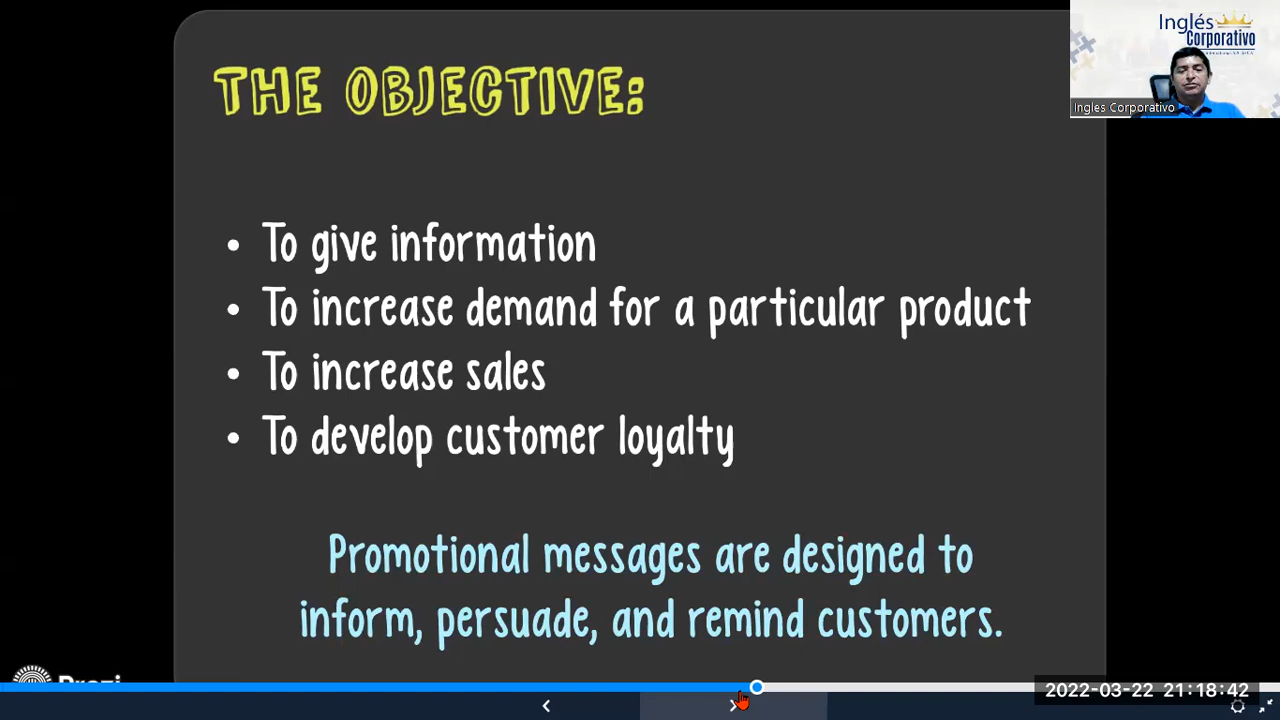 THE OBJECTIVE:
• To give information
• To increase demand for a particular product
• To increase sales
• To develop customer loyalty
Promotional messages are designed to
inform, persuade, and remind customers.
Inglés
Corporativo
Ingles Corporativo
Prezi
2022-03-22 21:18:42